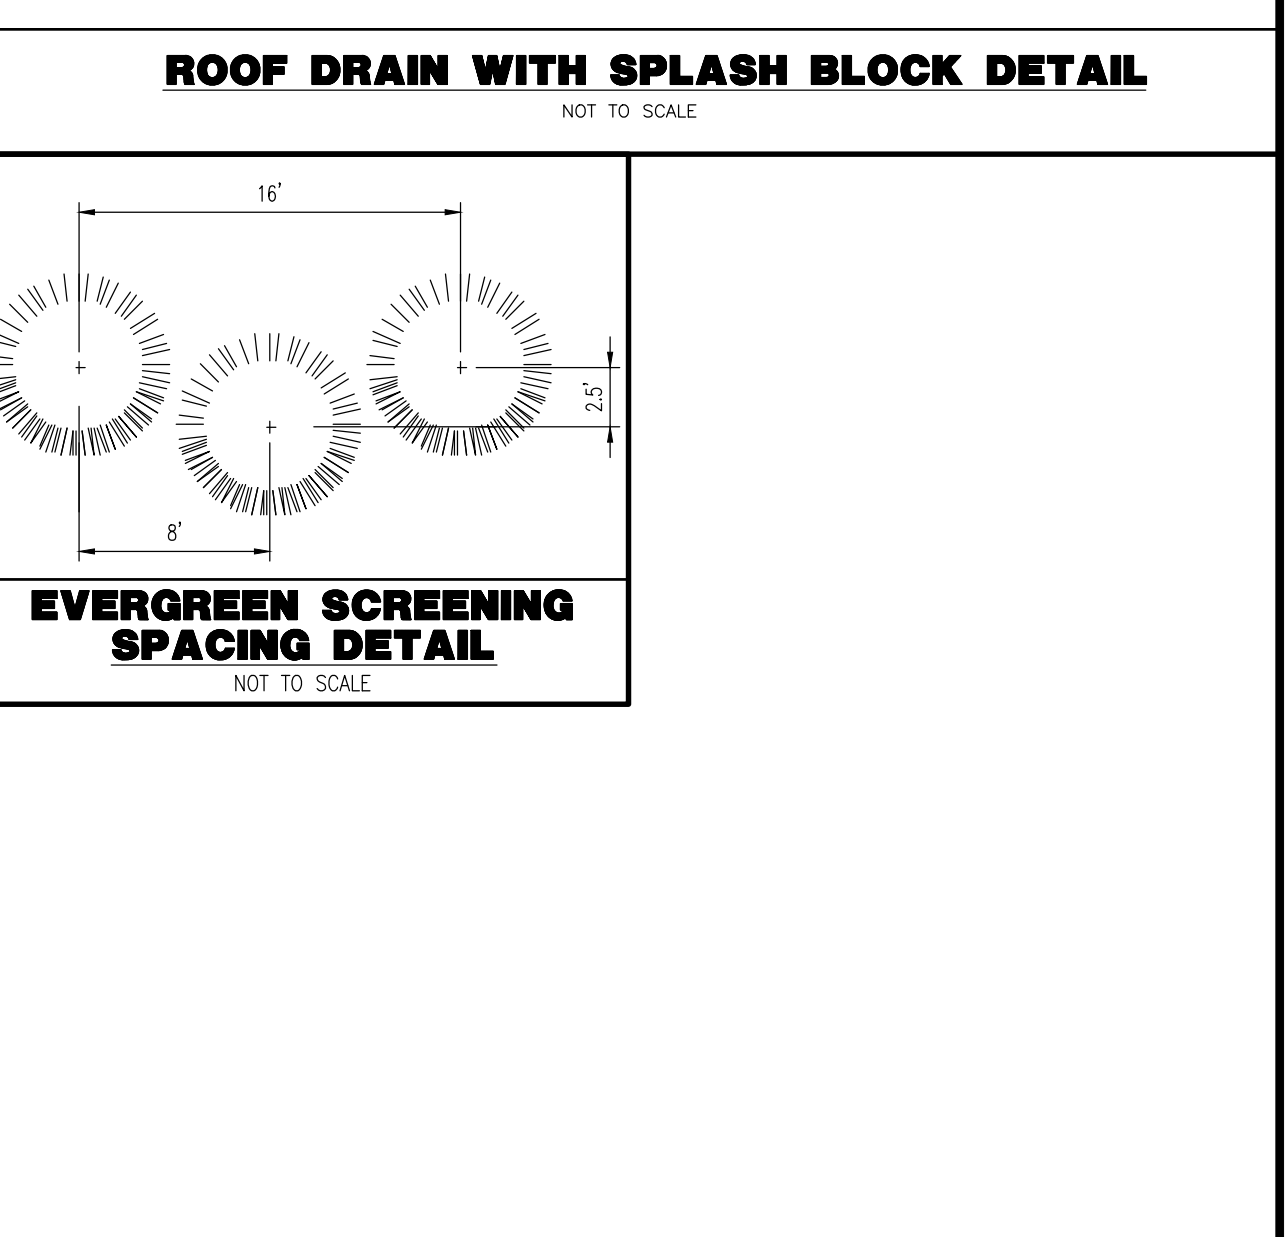 ROOF DRAIN WITH SPLASH BLOCK DETAIL
NOT TO SCALE
16'
2.5'
8'
EVERGREEN SCREENING
SPACING DETAIL
NOT TO SCALE